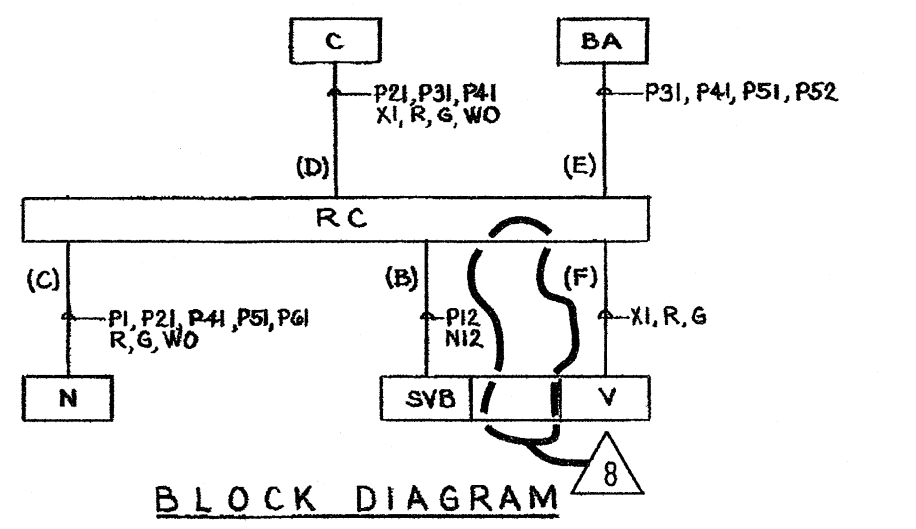 C
BA
P21, P31, P41
X1, R, G, WO
P31, P41, P51, P52
(D)
(E)
RC
(C)
(B)
(F)
P1, P21, P41, P51, P61
R, G, WO
P12
N12
X1, R, G
N
SVB
V
8
BLOCK DIAGRAM